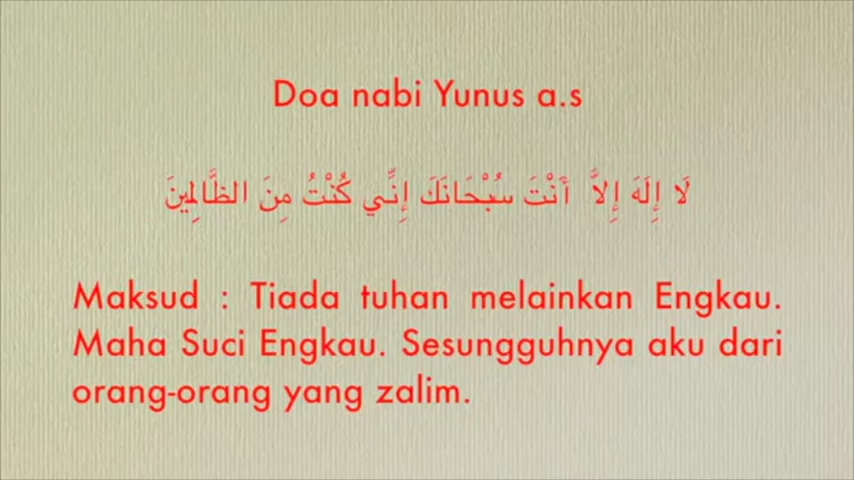 Doa nabi Yunus a.s
لَا إِلَهَ إِلاَّ أَنْتَ سُبْحَانَكَ إِنِّي كُنْتُ مِنَ الظَّالِمِينَ
Maksud : Tiada tuhan melainkan Engkau.
Maha Suci Engkau. Sesungguhnya aku dari
orang-orang yang zalim.